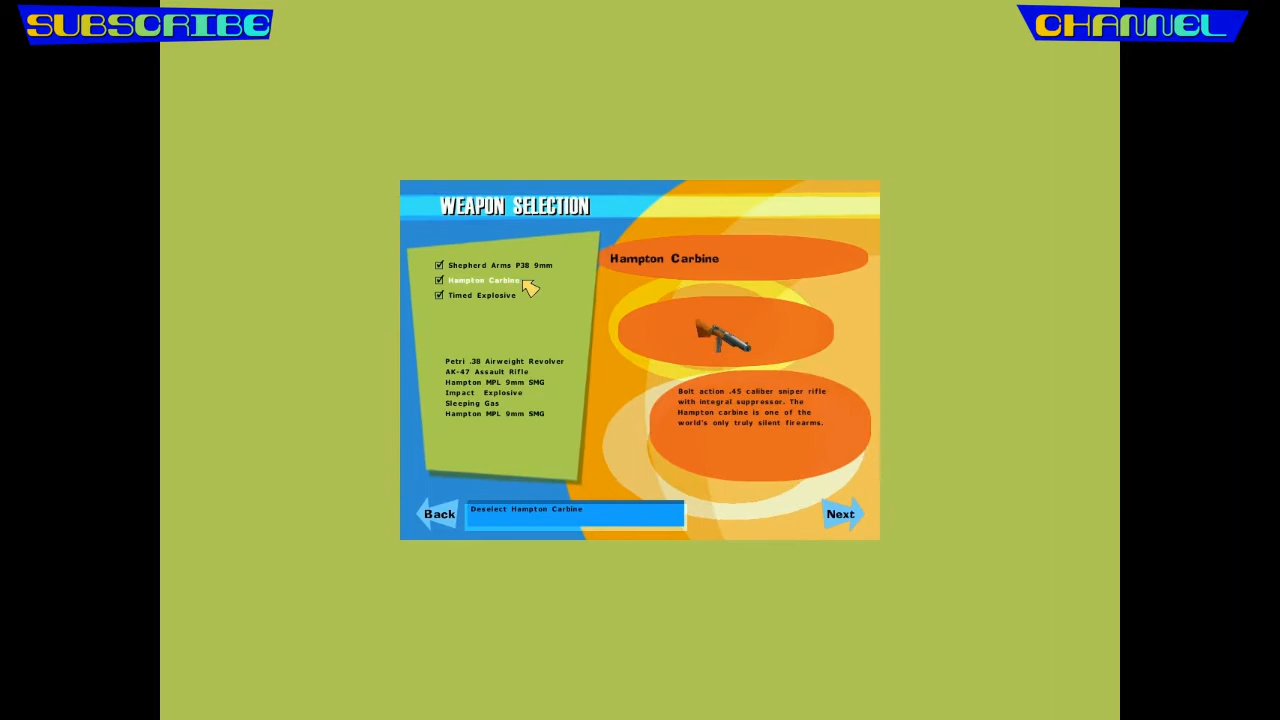 SUBSCRIBE
CHANNEL
WEAPON SELECTION
Shepherd Arms P38 9mm
Hampton Carbine
Timed Explosive
Petri .38 Airweight Revolver
AK-47 Assault Rifle
Hampton MPL 9mm SMG
Impact Explosive
Sleeping Gas
Hampton MPL 9mm SMG
Hampton Carbine
Bolt action .45 caliber sniper rifle
with integral suppressor. The
Hampton carbine is one of the
world's only truly silent firearms.
Back
Deselect Hampton Carbine
Next